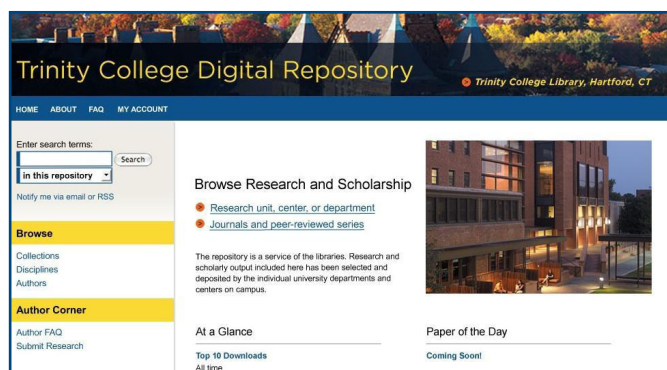 Trinity College Digital Repository
Trinity College Library, Hartford, CT
HOME ABOUT FAQ MY ACCOUNT
Enter search terms:
Search
in this repository
Notify me via email or RSS
Browse
Collections
Disciplines
Authors
Author Corner
Author FAQ
Submit Research
Browse Research and Scholarship
Research unit, center, or department
Journals and peer-reviewed series
The repository is a service of the libraries. Research and
scholarly output included here has been selected and
deposited by the individual university departments and
centers on campus.
At a Glance
Top 10 Downloads
All time
Paper of the Day
Coming Soon!